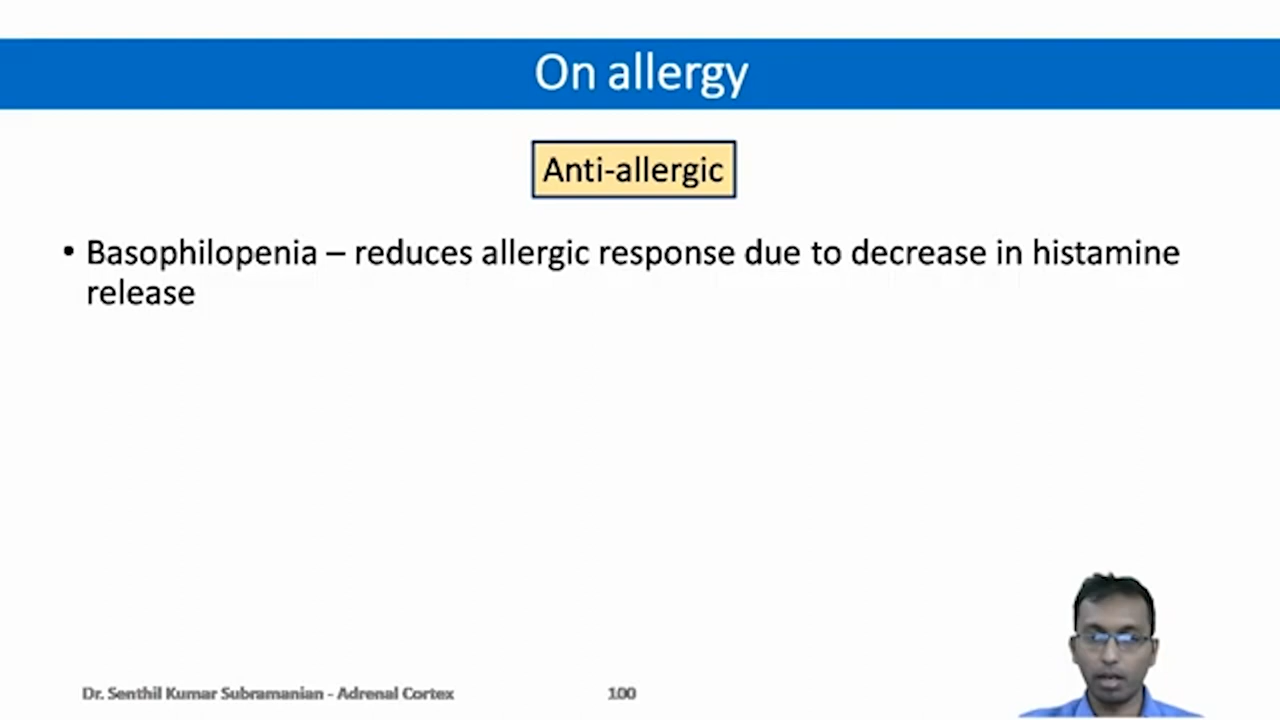 On allergy
Anti-allergic
• Basophilopenia – reduces allergic response due to decrease in histamine
release
Dr. Senthil Kumar Subramanian - Adrenal Cortex 100